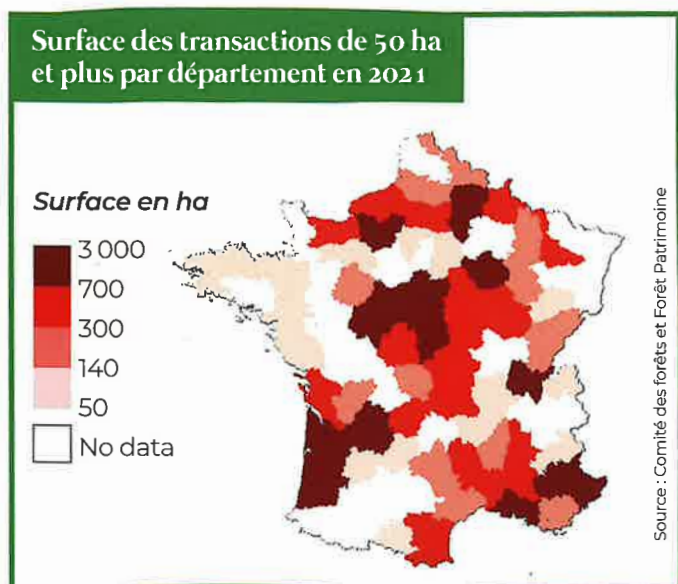 Surface des transactions de 50 ha
et plus par département en 2021
Surface en ha
3 000
700
300
140
50
No data
Source : Comité des forêts et Forêt Patrimoine